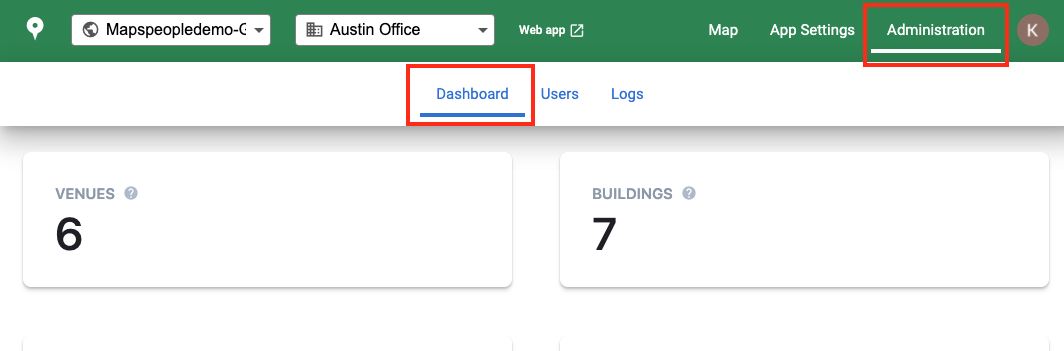 Mapspeopledemo-G
Austin Office
Web app
Map
App Settings
Administration
K
Dashboard
Users
Logs
VENUES ?
6
BUILDINGS ?
7